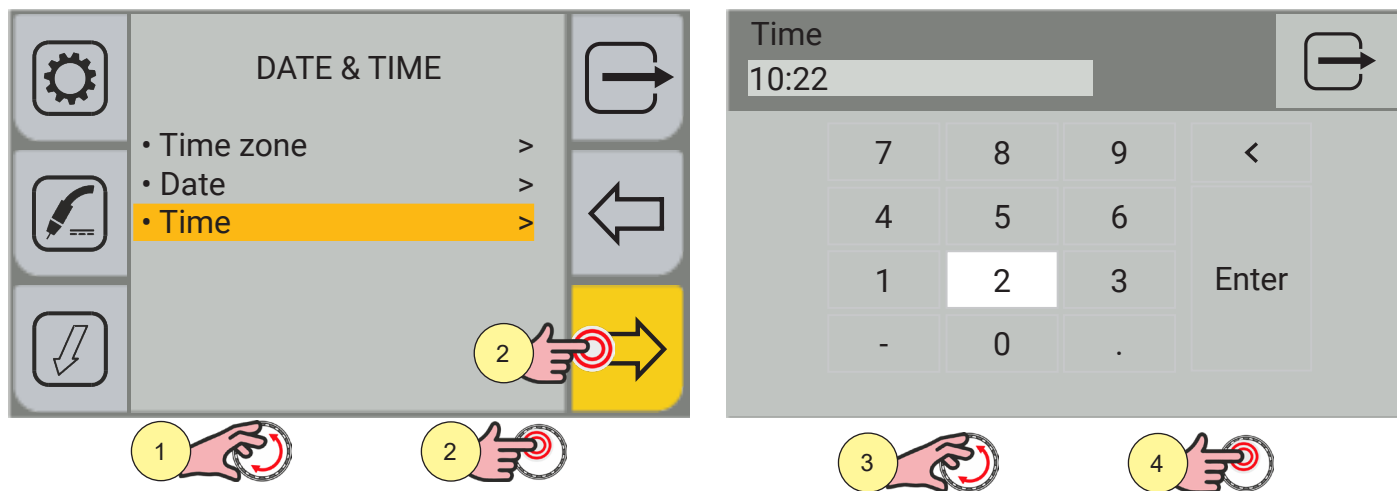 DATE & TIME
• Time zone >
• Date >
• Time >
2
1
2
Time
10:22
7 8 9 <
4 5 6
1 2 3 Enter
- 0 .
3
4